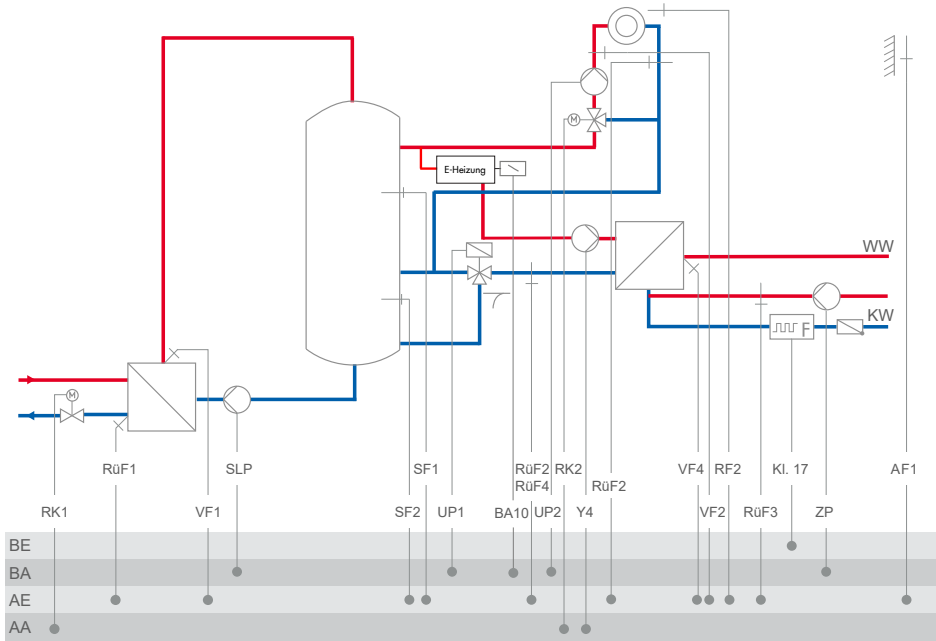 M
E-Heizung
WW
KW
F
M
RüF1 SLP SF1 RüF2 RK2 VF4 RF2 Kl. 17 AF1
RüF4 RüF2
RK1 VF1 SF2 UP1 BA10 UP2 Y4 VF2 RüF3 ZP
BE
BA
AE
AA